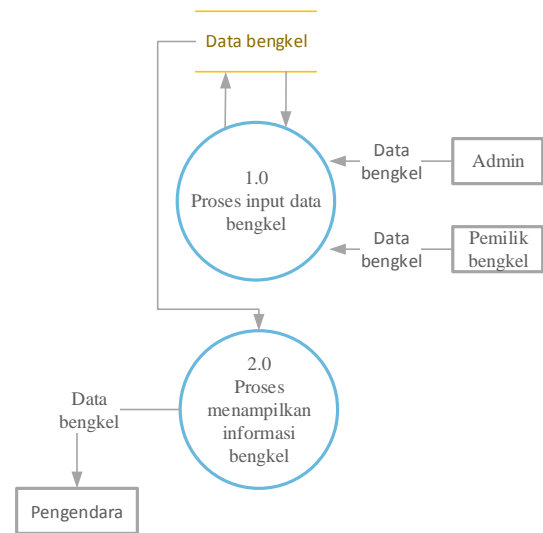 Data bengkel
1.0
Proses input data
bengkel
Data
bengkel
Admin
Data
bengkel
Pemilik
bengkel
2.0
Proses
menampilkan
informasi
bengkel
Data
bengkel
Pengendara